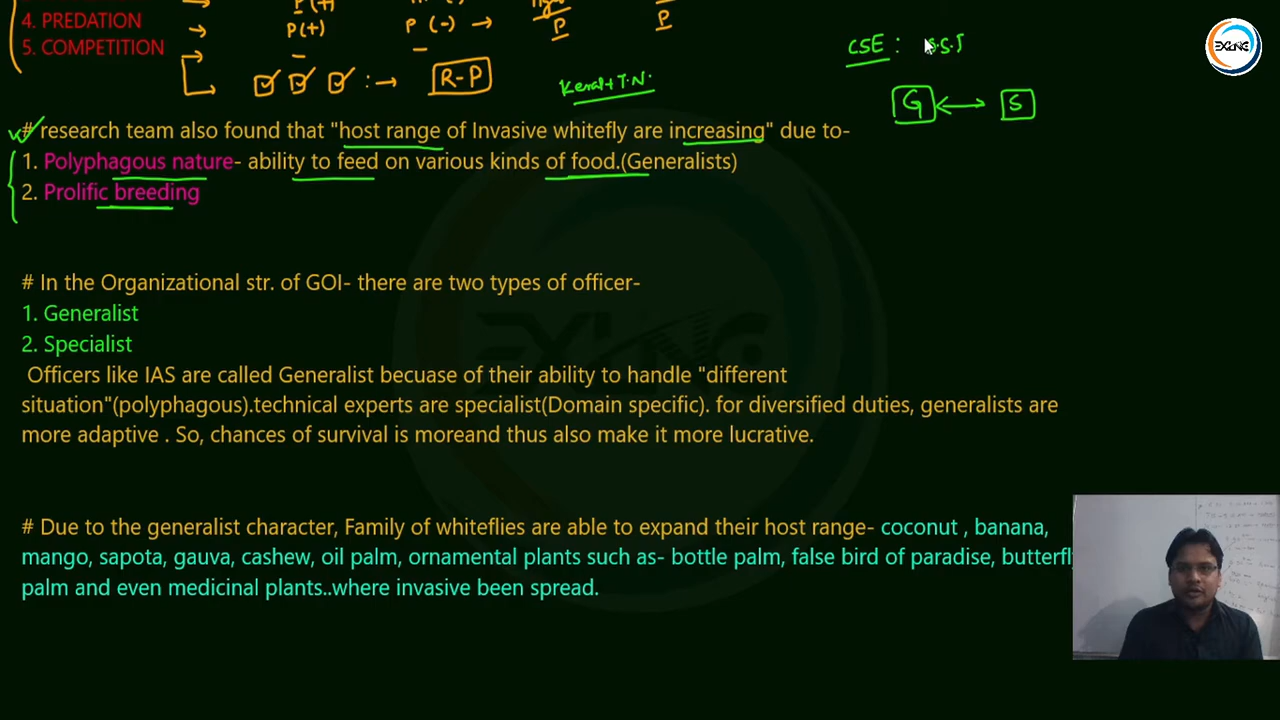 P(+)
4. PREDATION
P(+) P (-) → P P
5. COMPETITION
CSE : S.S.J
R-P
Keral+T.N.
G ↔ S
# research team also found that "host range of Invasive whitefly are increasing" due to-
1. Polyphagous nature- ability to feed on various kinds of food.(Generalists)
2. Prolific breeding
# In the Organizational str. of GOI- there are two types of officer-
1. Generalist
2. Specialist
Officers like IAS are called Generalist becuase of their ability to handle "different
situation"(polyphagous).technical experts are specialist(Domain specific). for diversified duties, generalists are
more adaptive . So, chances of survival is moreand thus also make it more lucrative.
# Due to the generalist character, Family of whiteflies are able to expand their host range- coconut , banana,
mango, sapota, gauva, cashew, oil palm, ornamental plants such as- bottle palm, false bird of paradise, butterf
palm and even medicinal plants..where invasive been spread.